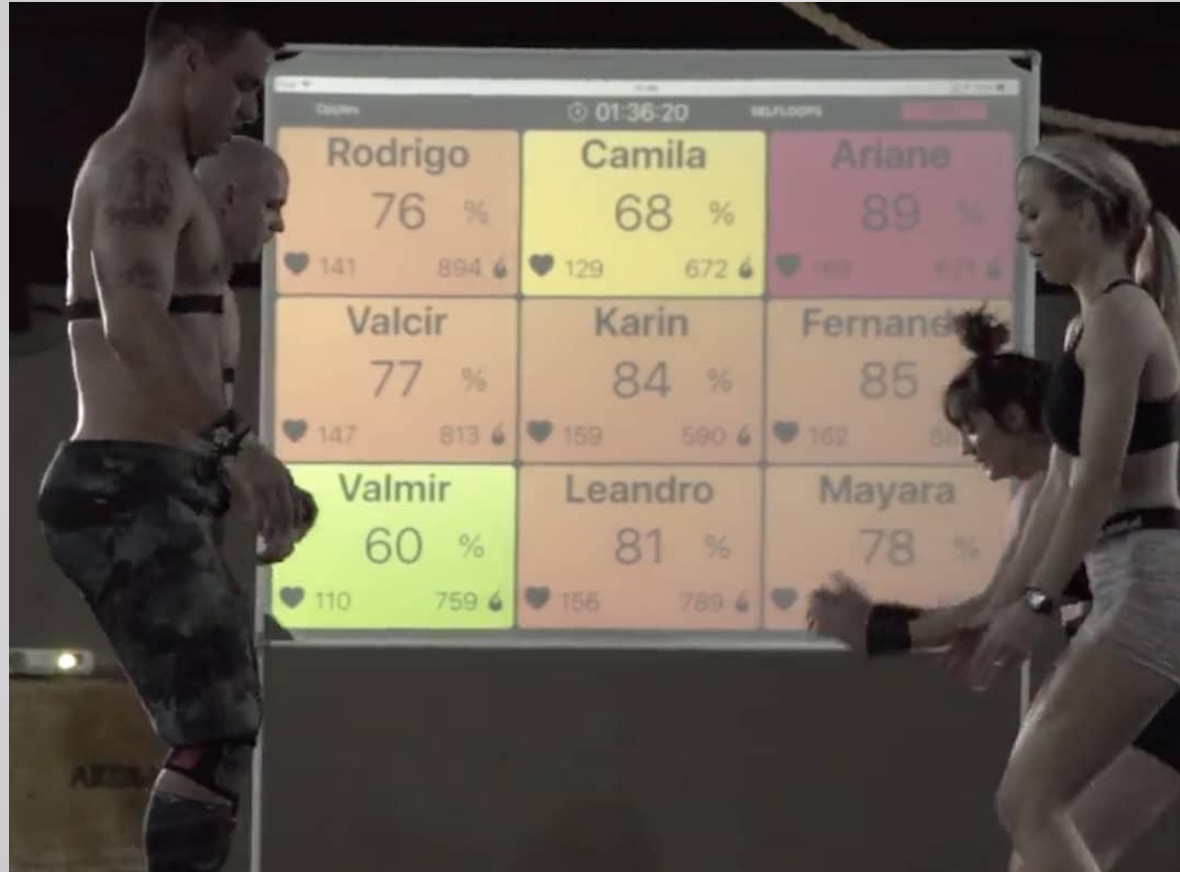 01:36:20 SELFLOOPS
Rodrigo Camila Ariane
76 % 68 % 89 %
141 894 129 672
Valcir Karin
77 % 84 % 85
147 813 159 590 162
Valmir Leandro Mayara
60 % 81 % 78 %
110 759 156 789